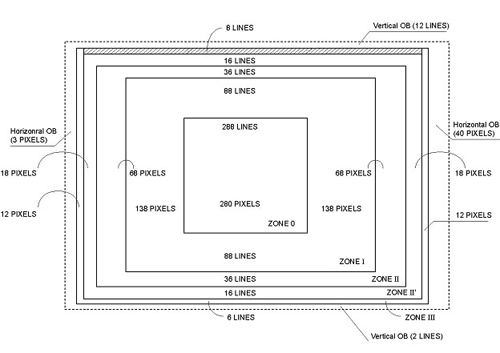 8 LINES
Vertical OB (12 LINES)
16 LINES
36 LINES
88 LINES
288 LINES
Horizonral OB
(3 PIXELS)
Horizontal OB
(40 PIXELS)
18 PIXELS
68 PIXELS
68 PIXELS
18 PIXELS
12 PIXELS
138 PIXELS
280 PIXELS
138 PIXELS
12 PIXELS
ZONE 0
88 LINES
ZONE I
36 LINES
ZONE II
16 LINES
ZONE II'
6 LINES
ZONE III
Vertical OB (2 LINES)